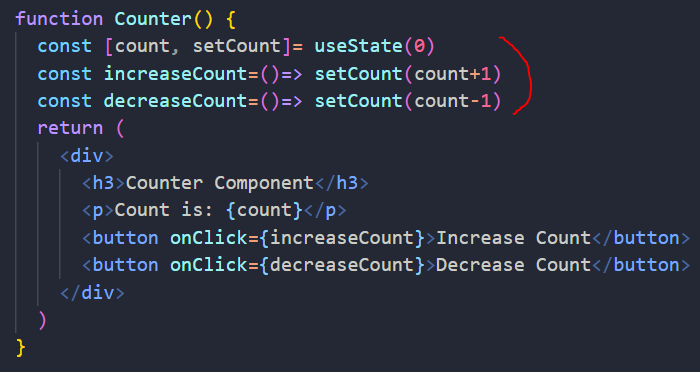 function Counter() {
const [count, setCount]= useState(0)
const increaseCount=()=> setCount(count+1)
const decreaseCount=()=> setCount(count-1)
return (
<div>
<h3>Counter Component</h3>
<p>Count is: {count}</p>
<button onClick={increaseCount}>Increase Count</button>
<button onClick={decreaseCount}>Decrease Count</button>
</div>
)
}